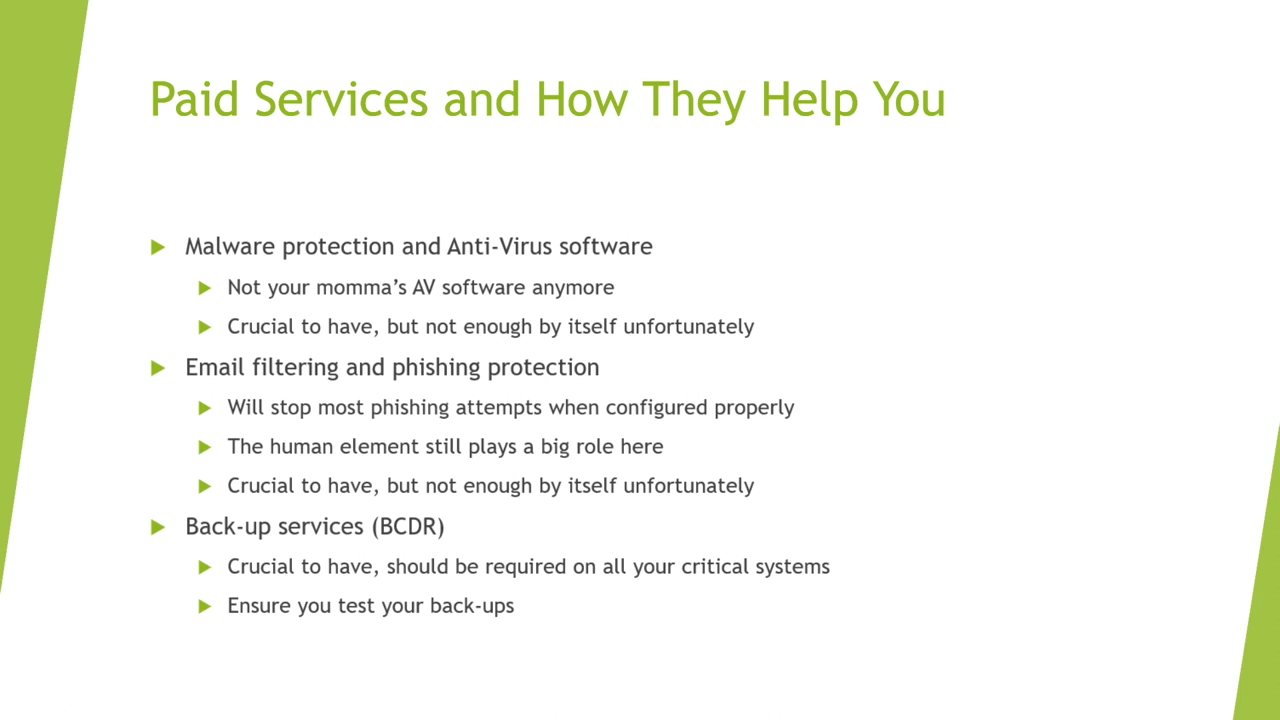 Paid Services and How They Help You
Malware protection and Anti-Virus software
Not your momma’s AV software anymore
Crucial to have, but not enough by itself unfortunately
Email filtering and phishing protection
Will stop most phishing attempts when configured properly
The human element still plays a big role here
Crucial to have, but not enough by itself unfortunately
Back-up services (BCDR)
Crucial to have, should be required on all your critical systems
Ensure you test your back-ups